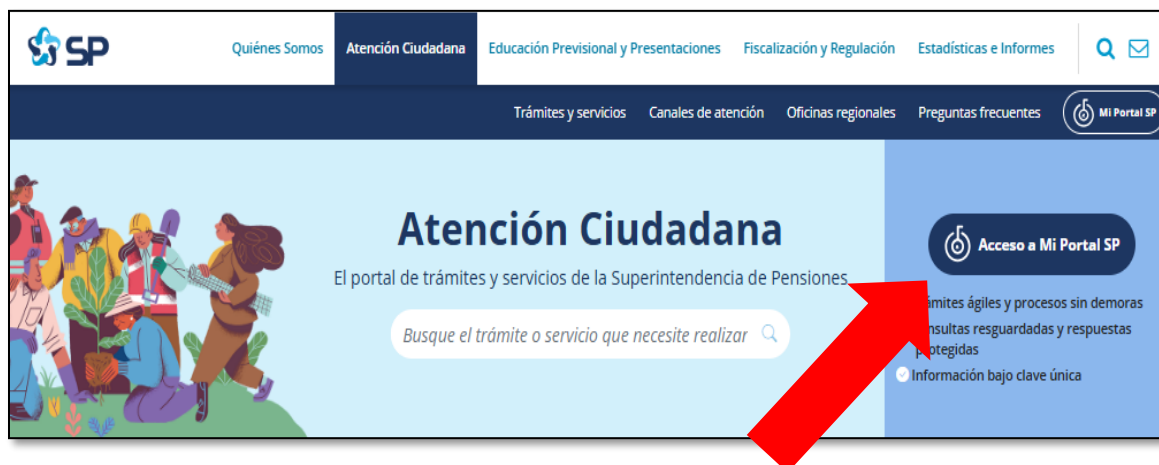 SP
Quiénes Somos Atención Ciudadana Educación Previsional y Presentaciones Fiscalización y Regulación Estadísticas e Informes
Trámites y servicios Canales de atención Oficinas regionales Preguntas frecuentes Mi Portal SP
Atención Ciudadana
El portal de trámites y servicios de la Superintendencia de Pensiones
Busque el trámite o servicio que necesite realizar
Acceso a Mi Portal SP
ámites ágiles y procesos sin demoras
nsultas resguardadas y respuestas
protegidas
Información bajo clave única